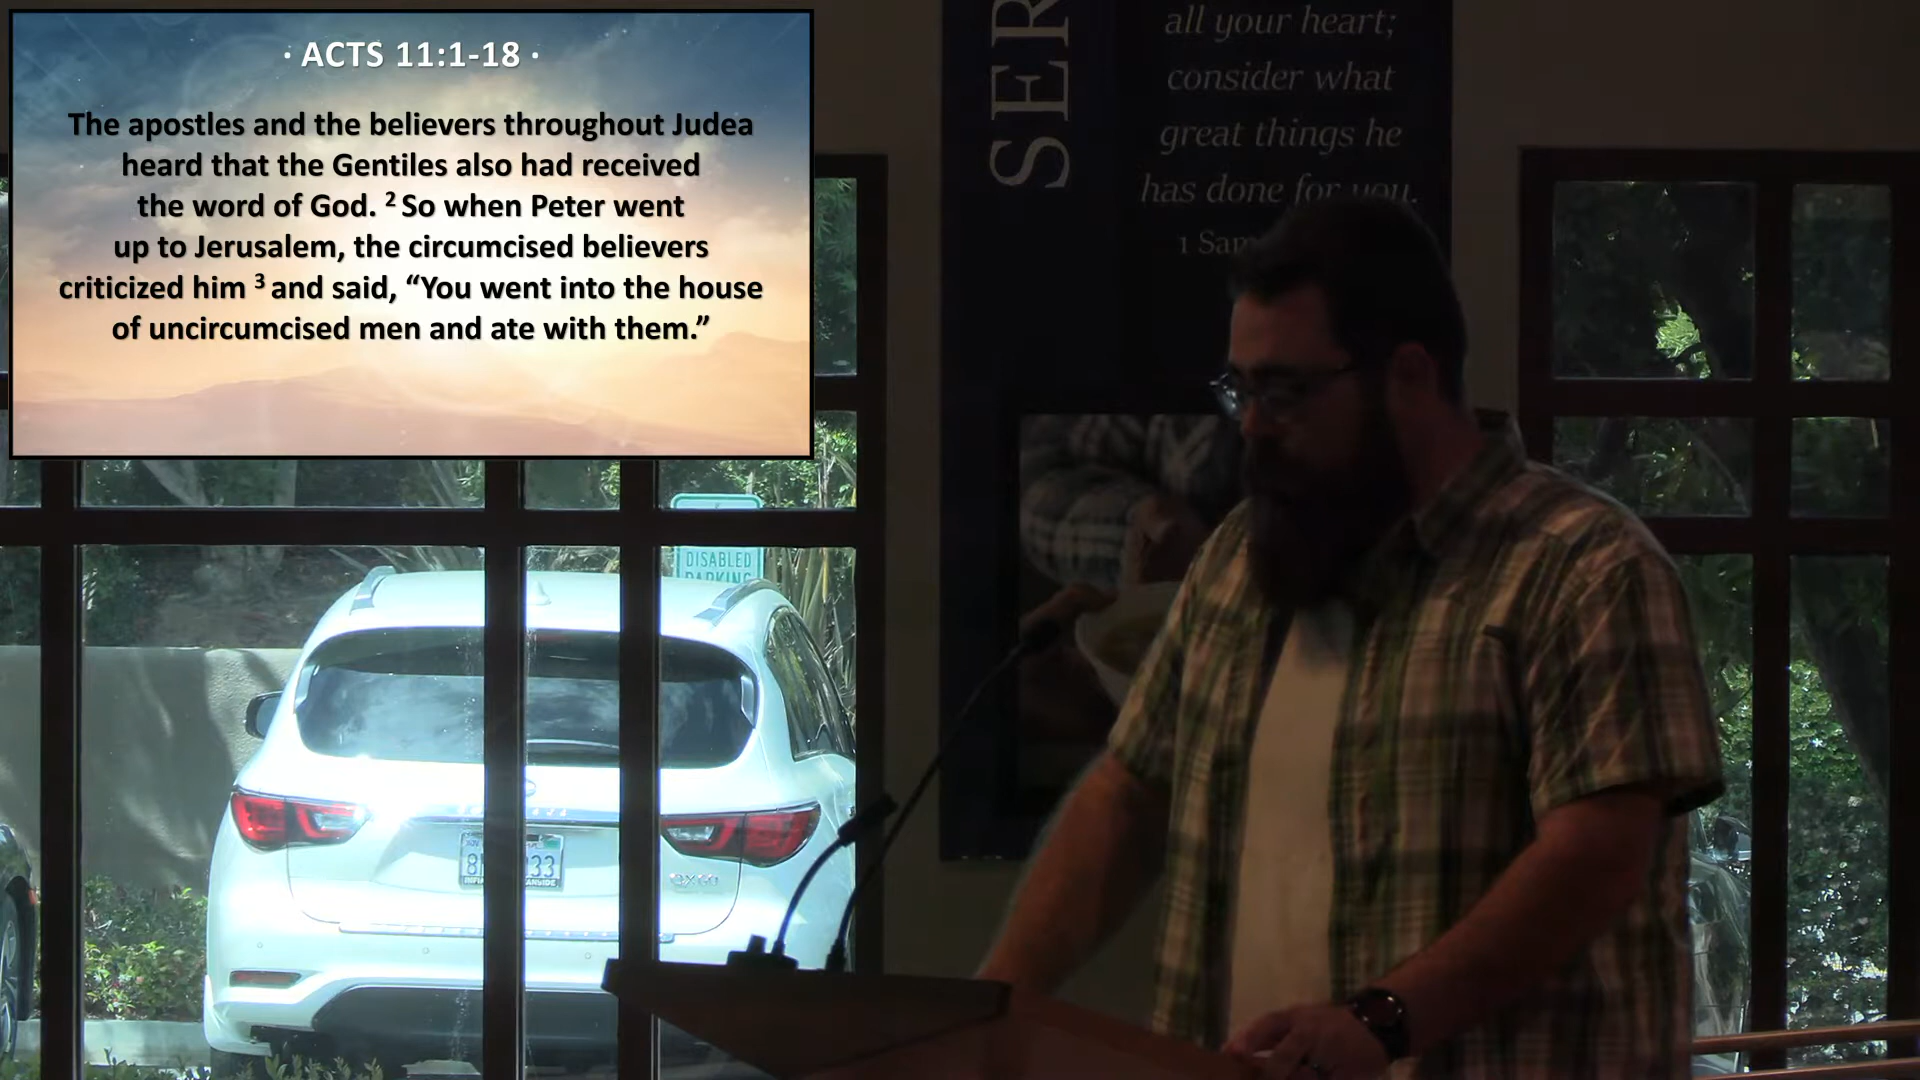 · ACTS 11:1-18 ·
The apostles and the believers throughout Judea
heard that the Gentiles also had received
the word of God. ² So when Peter went
up to Jerusalem, the circumcised believers
criticized him ³ and said, “You went into the house
of uncircumcised men and ate with them.”
SER
all your heart;
consider what
great things he
has done for you.
1 Sam
DISABLED
PARKING
QX60